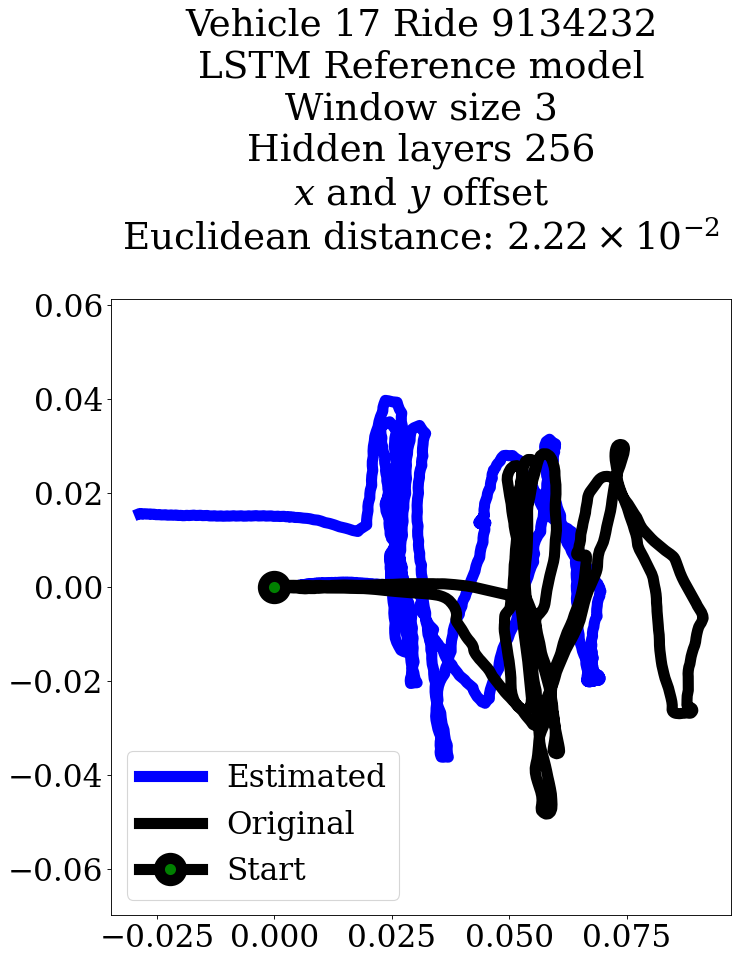 Vehicle 17 Ride 9134232
LSTM Reference model
Window size 3
Hidden layers 256
x and y offset
Euclidean distance: 2.22 × 10⁻²
0.06
0.04
0.02
0.00
−0.02
−0.04
−0.06
Estimated
Original
Start
−0.025 0.000 0.025 0.050 0.075